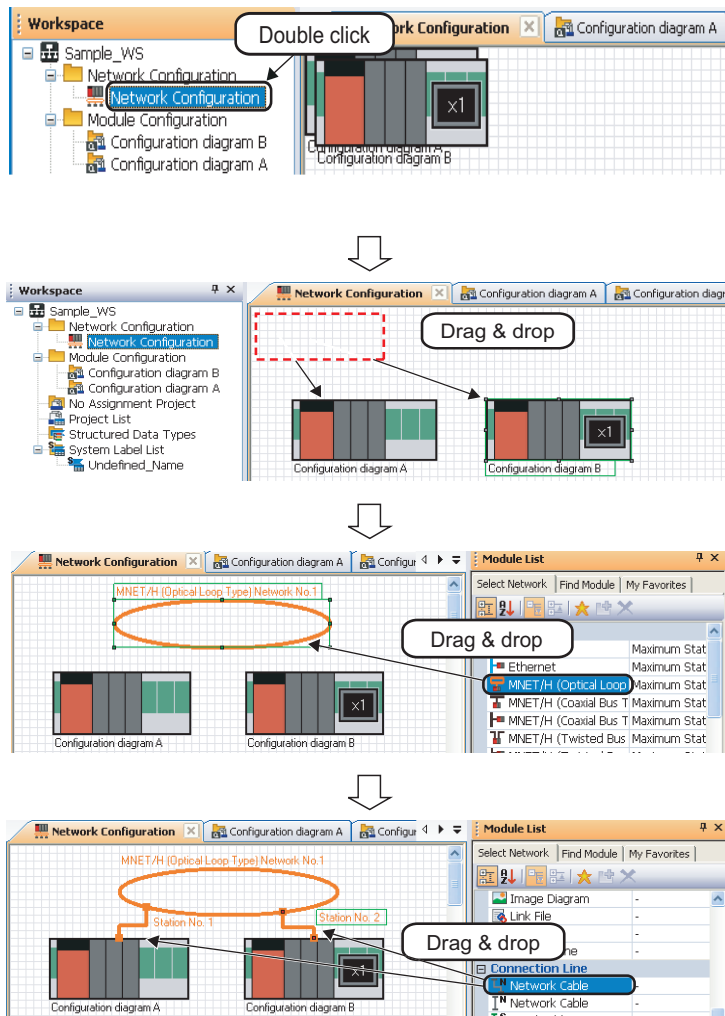 Workspace
Double click
rk Configuration
Configuration diagram A
Sample_WS
Network Configuration
Network Configuration
Module Configuration
Configuration diagram B
Configuration diagram A
Configuration diagram A
Configuration diagram B
Workspace
Network Configuration
Configuration diagram A
Configuration diagr
Sample_WS
Network Configuration
Network Configuration
Module Configuration
Configuration diagram B
Configuration diagram A
No Assignment Project
Project List
Structured Data Types
System Label List
Undefined_Name
Drag & drop
x1
Configuration diagram A
Configuration diagram B
Network Configuration
Configuration diagram A
Configur
Module List
Select Network
Find Module
My Favorites
MNET/H (Optical Loop Type) Network No.1
Drag & drop
Maximum Stat
Ethernet
Maximum Stat
MNET/H (Optical Loop
Maximum Stat
MNET/H (Coaxial Bus T
Maximum Stat
MNET/H (Coaxial Bus T
Maximum Stat
MNET/H (Twisted Bus
Maximum Stat
x1
Configuration diagram A
Configuration diagram B
Network Configuration
Configuration diagram A
Configur
Module List
Select Network
Find Module
My Favorites
MNET/H (Optical Loop Type) Network No.1
Station No. 1
Station No. 2
Image Diagram
-
Link File
-
Drag & drop
Connection Line
Network Cable
-
Network Cable
-
x1
Configuration diagram A
Configuration diagram B